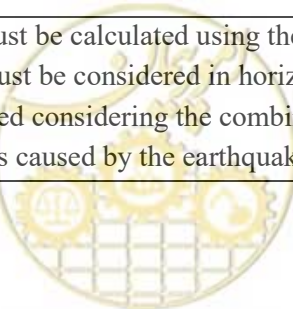 ust be calculated using the
ust be considered in horiz
ed considering the combi
s caused by the earthquak